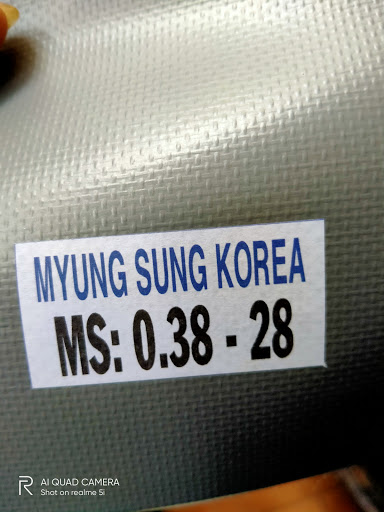 MYUNG SUNG KOREA
MS: 0.38 - 28
R AI QUAD CAMERA
Shot on realme 5i